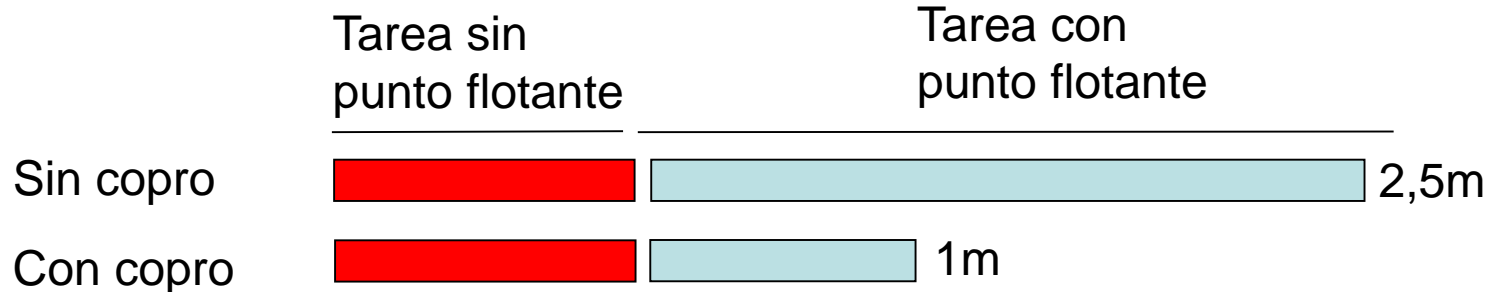 Tarea sin
punto flotante
Tarea con
punto flotante
Sin copro
2,5m
Con copro
1m